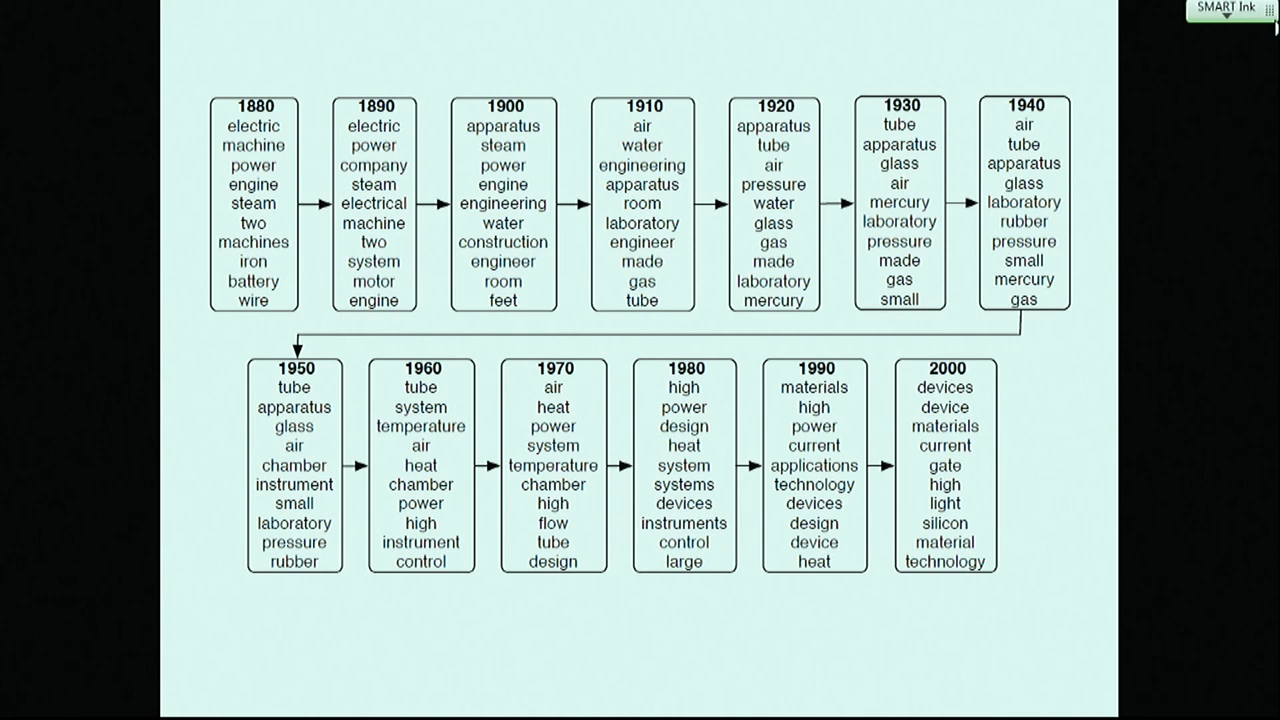 SMART Ink
1880
electric
machine
power
engine
steam
two
machines
iron
battery
wire
1890
electric
power
company
steam
electrical
machine
two
system
motor
engine
1900
apparatus
steam
power
engine
engineering
water
construction
engineer
room
feet
1910
air
water
engineering
apparatus
room
laboratory
engineer
made
gas
tube
1920
apparatus
tube
air
pressure
water
glass
gas
made
laboratory
mercury
1930
tube
apparatus
glass
air
mercury
laboratory
pressure
made
gas
small
1940
air
tube
apparatus
glass
laboratory
rubber
pressure
small
mercury
gas
1950
tube
apparatus
glass
air
chamber
instrument
small
laboratory
pressure
rubber
1960
tube
system
temperature
air
heat
chamber
power
high
instrument
control
1970
air
heat
power
system
temperature
chamber
high
flow
tube
design
1980
high
power
design
heat
system
systems
devices
instruments
control
large
1990
materials
high
power
current
applications
technology
devices
design
device
heat
2000
devices
device
materials
current
gate
high
light
silicon
material
technology